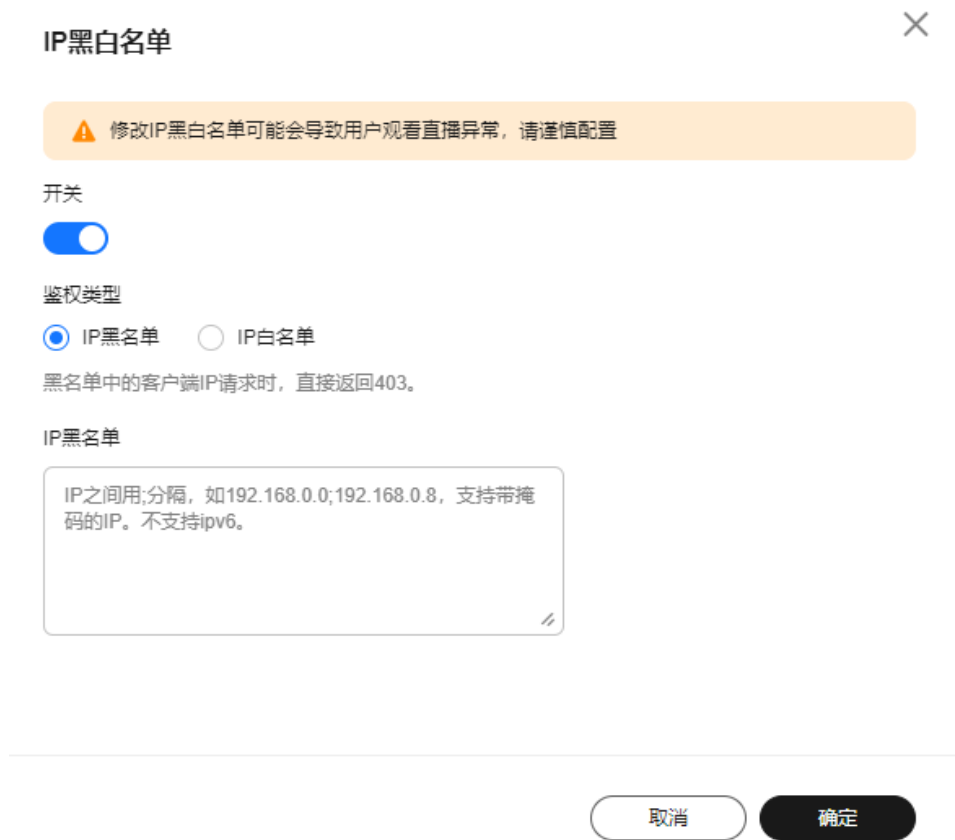 IP黑白名单
修改IP黑白名单可能会导致用户观看直播异常，请谨慎配置
开关
鉴权类型
IP黑名单 IP白名单
黑名单中的客户端IP请求时，直接返回403。
IP黑名单
IP之间用;分隔，如192.168.0.0;192.168.0.8，支持带掩
码的IP。不支持ipv6。
取消 确定